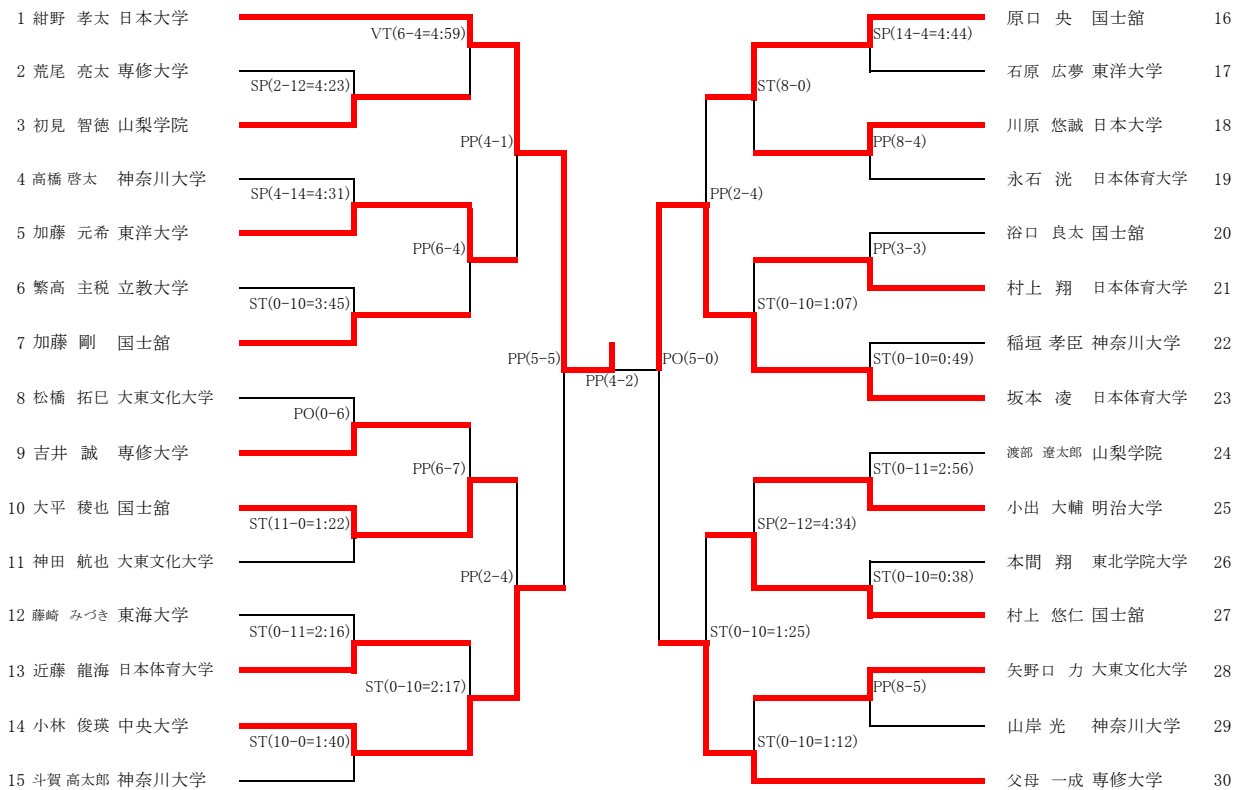 1 紺野 孝太 日本大学
VT(6-4=4:59)
2 荒尾 亮太 専修大学
SP(2-12=4:23)
3 初見 智徳 山梨学院
PP(4-1)
4 高橋 啓太 神奈川大学
SP(4-14=4:31)
5 加藤 元希 東洋大学
PP(6-4)
6 繁高 主税 立教大学
ST(0-10=3:45)
7 加藤 剛 国士舘
PP(5-5)
8 松橋 拓巳 大東文化大学
PO(0-6)
9 吉井 誠 専修大学
PP(6-7)
10 大平 稜也 国士舘
ST(11-0=1:22)
11 神田 航也 大東文化大学
PP(2-4)
12 藤崎 みづき 東海大学
ST(0-11=2:16)
13 近藤 龍海 日本体育大学
ST(0-10=2:17)
14 小林 俊瑛 中央大学
ST(10-0=1:40)
15 斗賀 高太郎 神奈川大学
PP(4-2)
原口 央 国士舘 16
SP(14-4=4:44)
石原 広夢 東洋大学 17
ST(8-0)
川原 悠誠 日本大学 18
PP(8-4)
永石 洸 日本体育大学 19
PP(2-4)
浴口 良太 国士舘 20
PP(3-3)
村上 翔 日本体育大学 21
ST(0-10=1:07)
稲垣 孝臣 神奈川大学 22
ST(0-10=0:49)
坂本 凌 日本体育大学 23
PO(5-0)
渡部 遼太郎 山梨学院 24
ST(0-11=2:56)
小出 大輔 明治大学 25
SP(2-12=4:34)
本間 翔 東北学院大学 26
ST(0-10=0:38)
村上 悠仁 国士舘 27
ST(0-10=1:25)
矢野口 力 大東文化大学 28
PP(8-5)
山岸 光 神奈川大学 29
ST(0-10=1:12)
父母 一成 専修大学 30